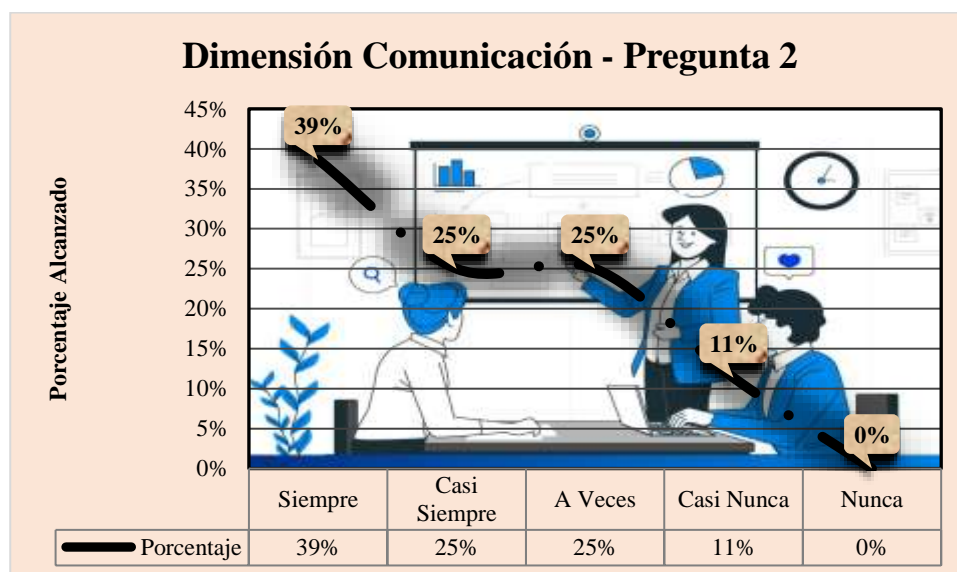 Dimensión Comunicación - Pregunta 2
Porcentaje Alcanzado
45%
40%
35%
30%
25%
20%
15%
10%
5%
0%
39%
25%
25%
11%
0%
Siempre
Casi
Siempre
A Veces
Casi Nunca
Nunca
Porcentaje 39% 25% 25% 11% 0%